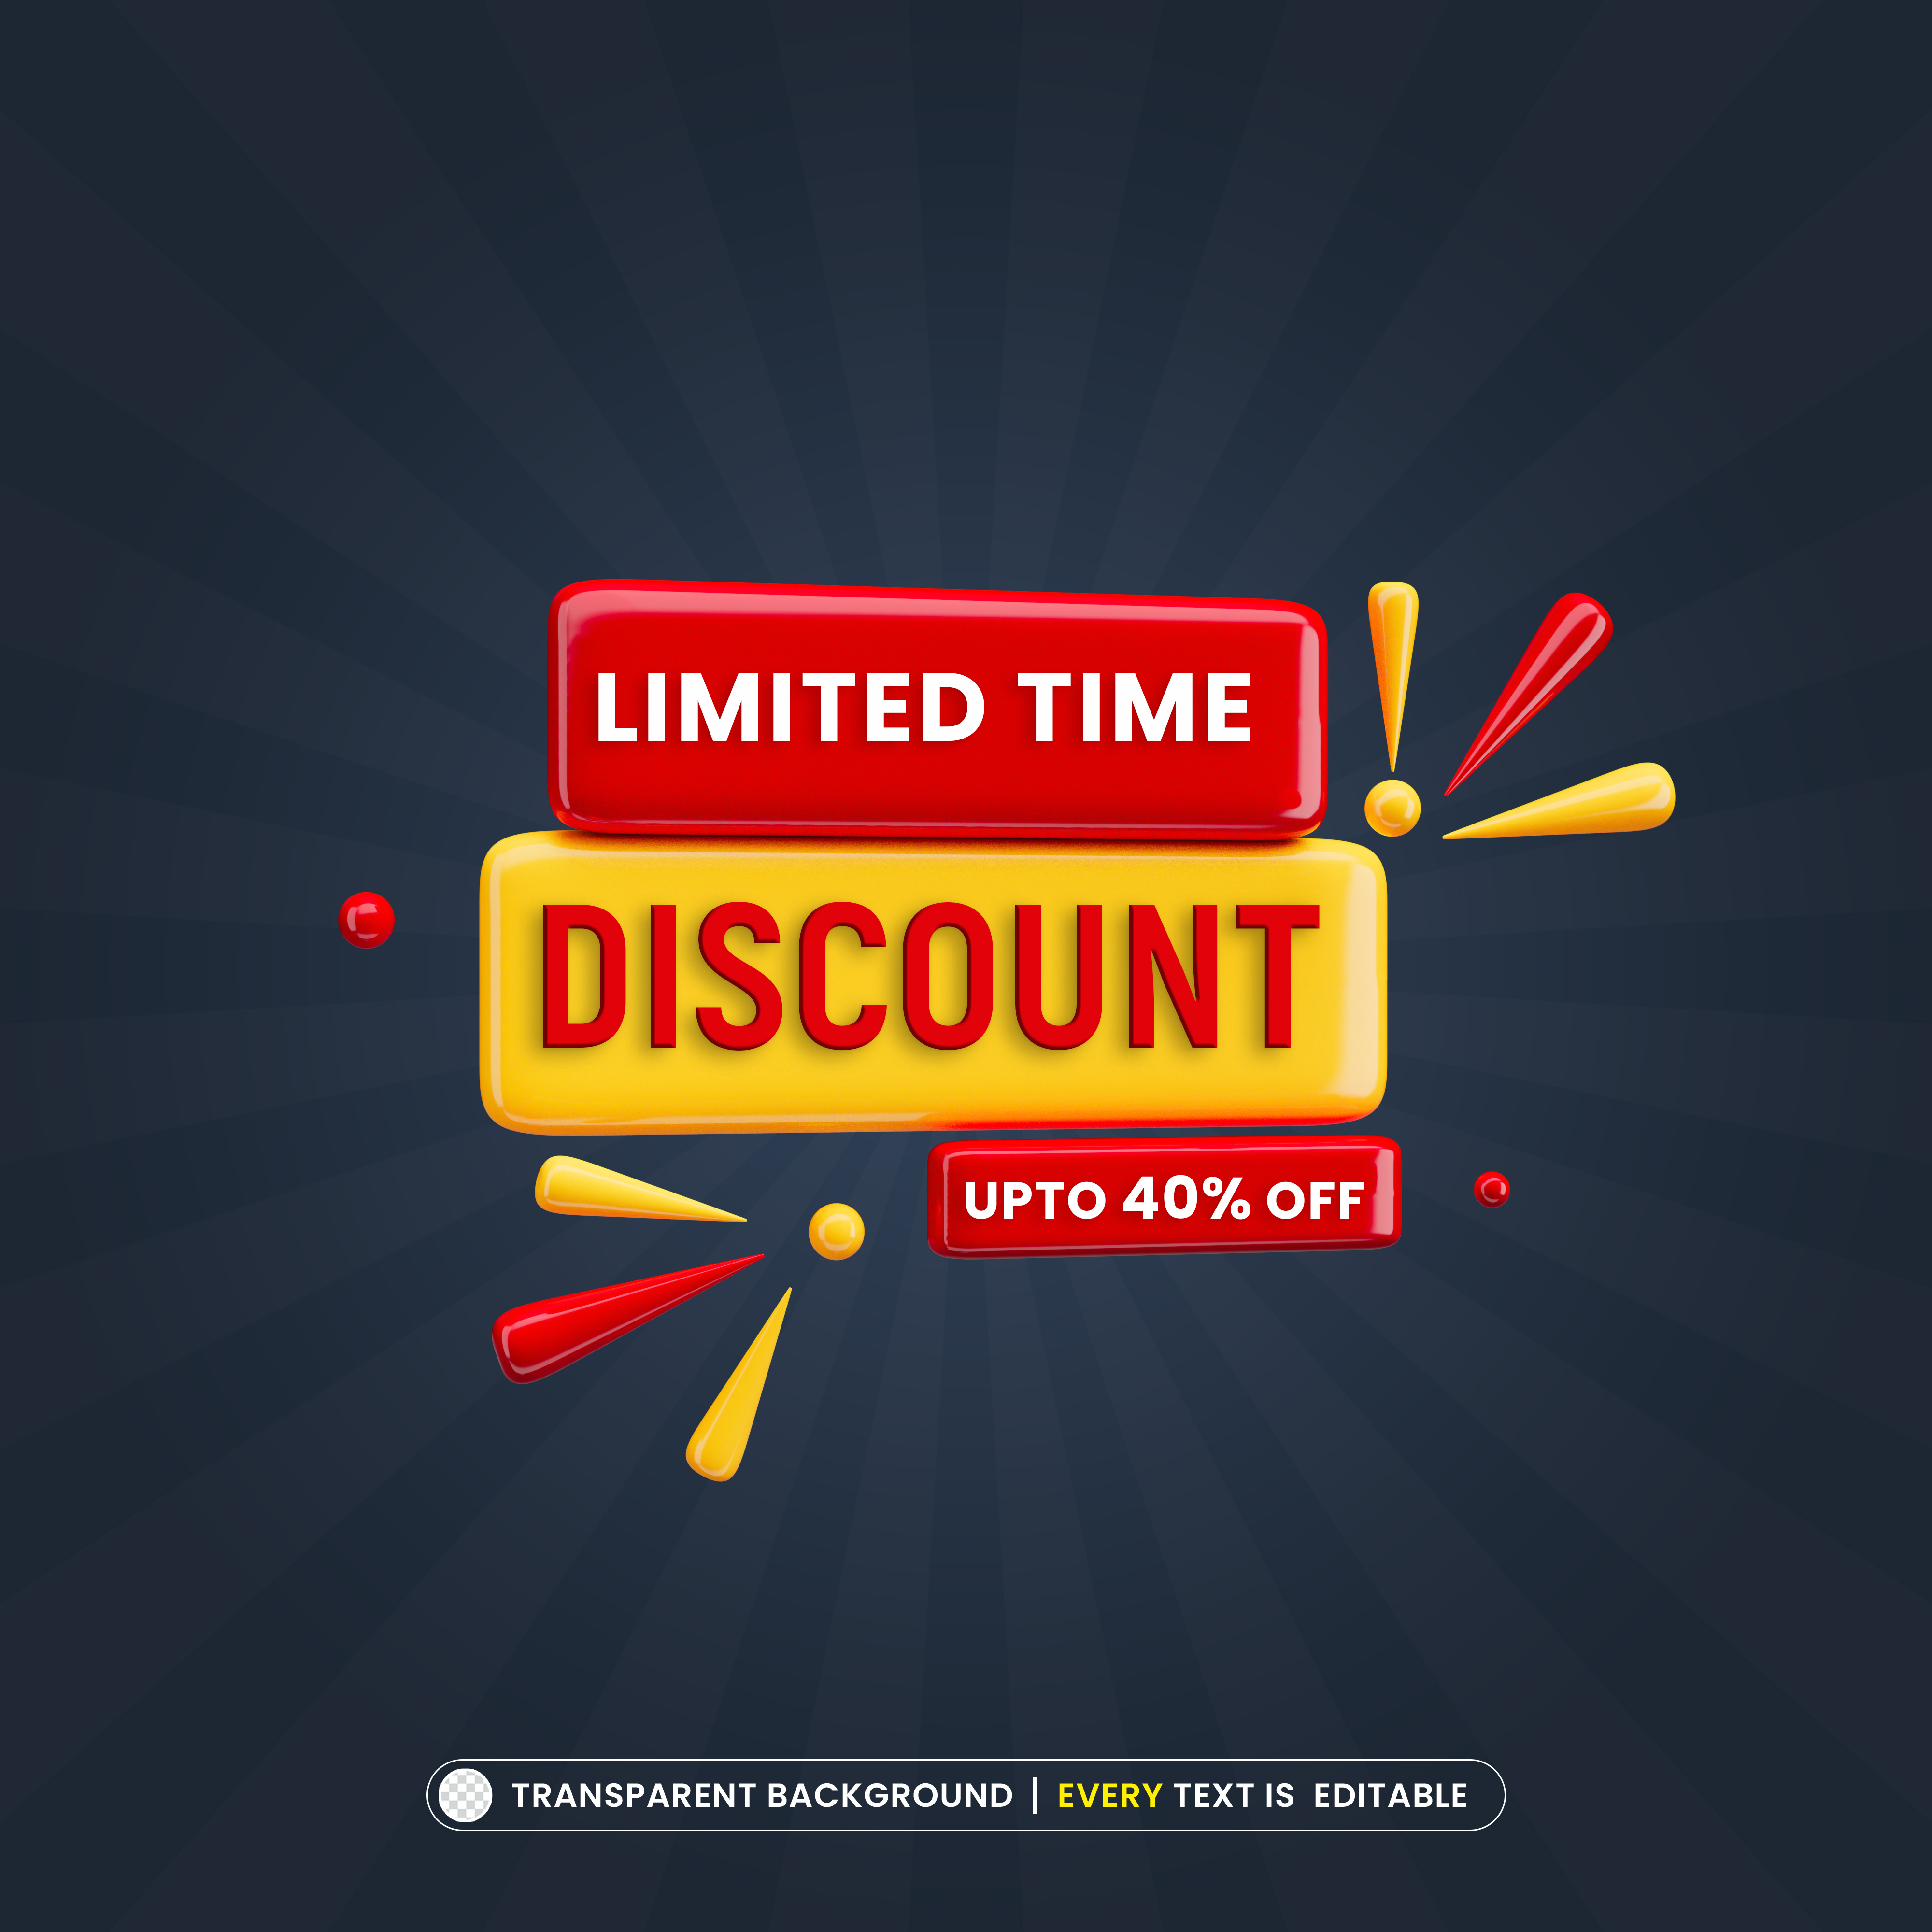 LIMITED TIME
DISCOUNT
UPTO 40% OFF
TRANSPARENT BACKGROUND | EVERY TEXT IS EDITABLE